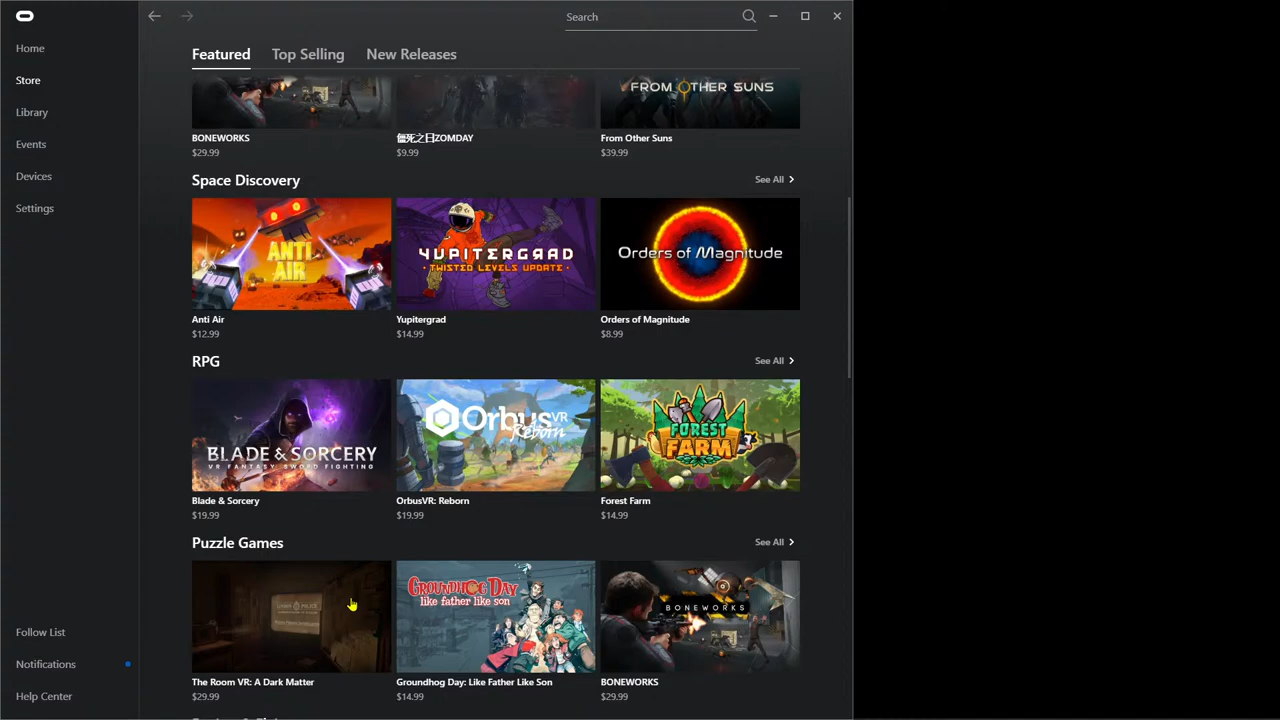 Search
Home
Store
Library
Events
Devices
Settings
Follow List
Notifications
Help Center
Featured
Top Selling
New Releases
FROM OTHER SUNS
BONEWORKS
$29.99
僵死之日ZOMDAY
$9.99
From Other Suns
$39.99
Space Discovery
See All
ANTI
AIR
YUPITERGRAD
• TWISTED LEVELS UPDATE •
Orders of Magnitude
Anti Air
$12.99
Yupitergrad
$14.99
Orders of Magnitude
$8.99
RPG
See All
BLADE & SORCERY
VR FANTASY SWORD FIGHTING
OrbusVR
Reborn
FOREST
FARM
Blade & Sorcery
$19.99
OrbusVR: Reborn
$19.99
Forest Farm
$14.99
Puzzle Games
See All
GROUNDHOG DAY
like father like son
BONEWORKS
The Room VR: A Dark Matter
$29.99
Groundhog Day: Like Father Like Son
$14.99
BONEWORKS
$29.99